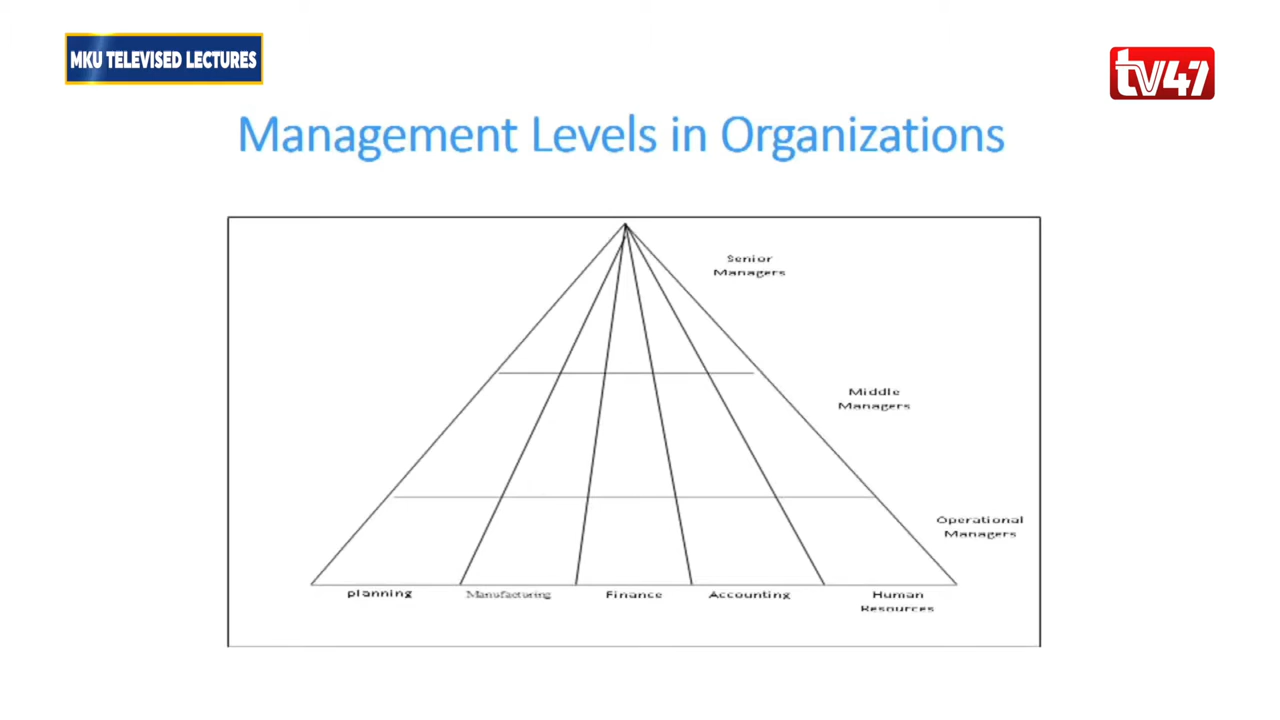 MKU TELEVISED LECTURES
tv47
Management Levels in Organizations
Senior
Managers
Middle
Managers
Operational
Managers
planning
Manufacturing
Finance
Accounting
Human
Resources